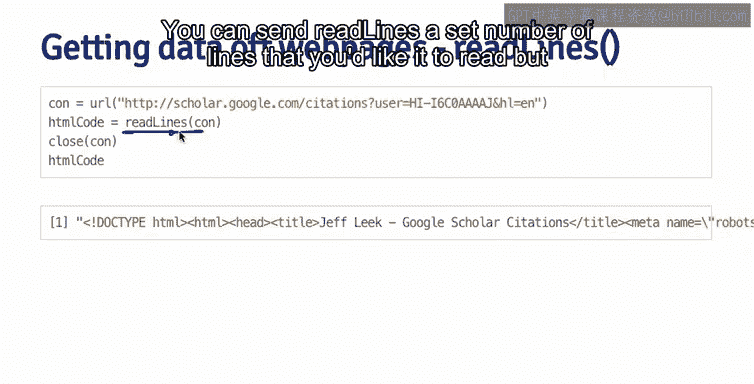 You can send readLines a set number of
lines that you'd like it to read but
Getting data off webpages - readLines()
con = url("http://scholar.google.com/citations?user=HI-I6C0AAAAJ&hl=en")
htmlCode = readLines(con)
close(con)
htmlCode
[1] "<!DOCTYPE html><html><head><title>Jeff Leek - Google Scholar Citations</title><meta name=\"robots